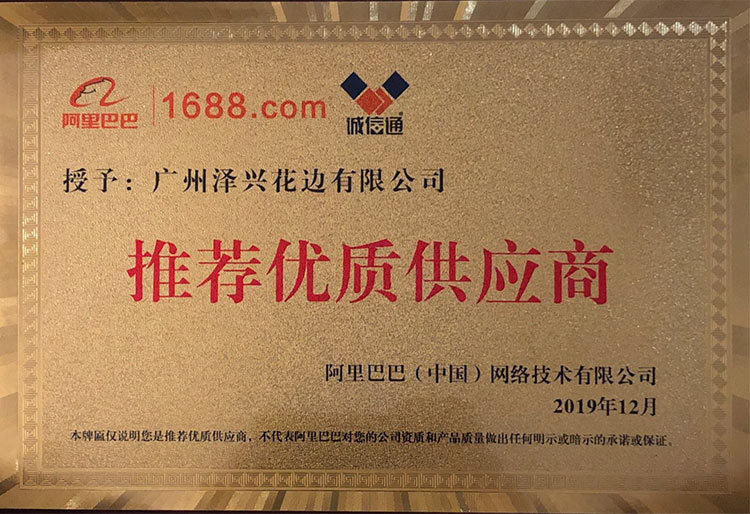 阿里巴巴 1688.com 诚信通
授予：广州泽兴花边有限公司
推荐优质供应商
阿里巴巴（中国）网络技术有限公司
2019年12月
本牌匾仅说明您是推荐优质供应商，不代表阿里巴巴对您的公司资质和产品质量做出任何明示或暗示的承诺或保证。